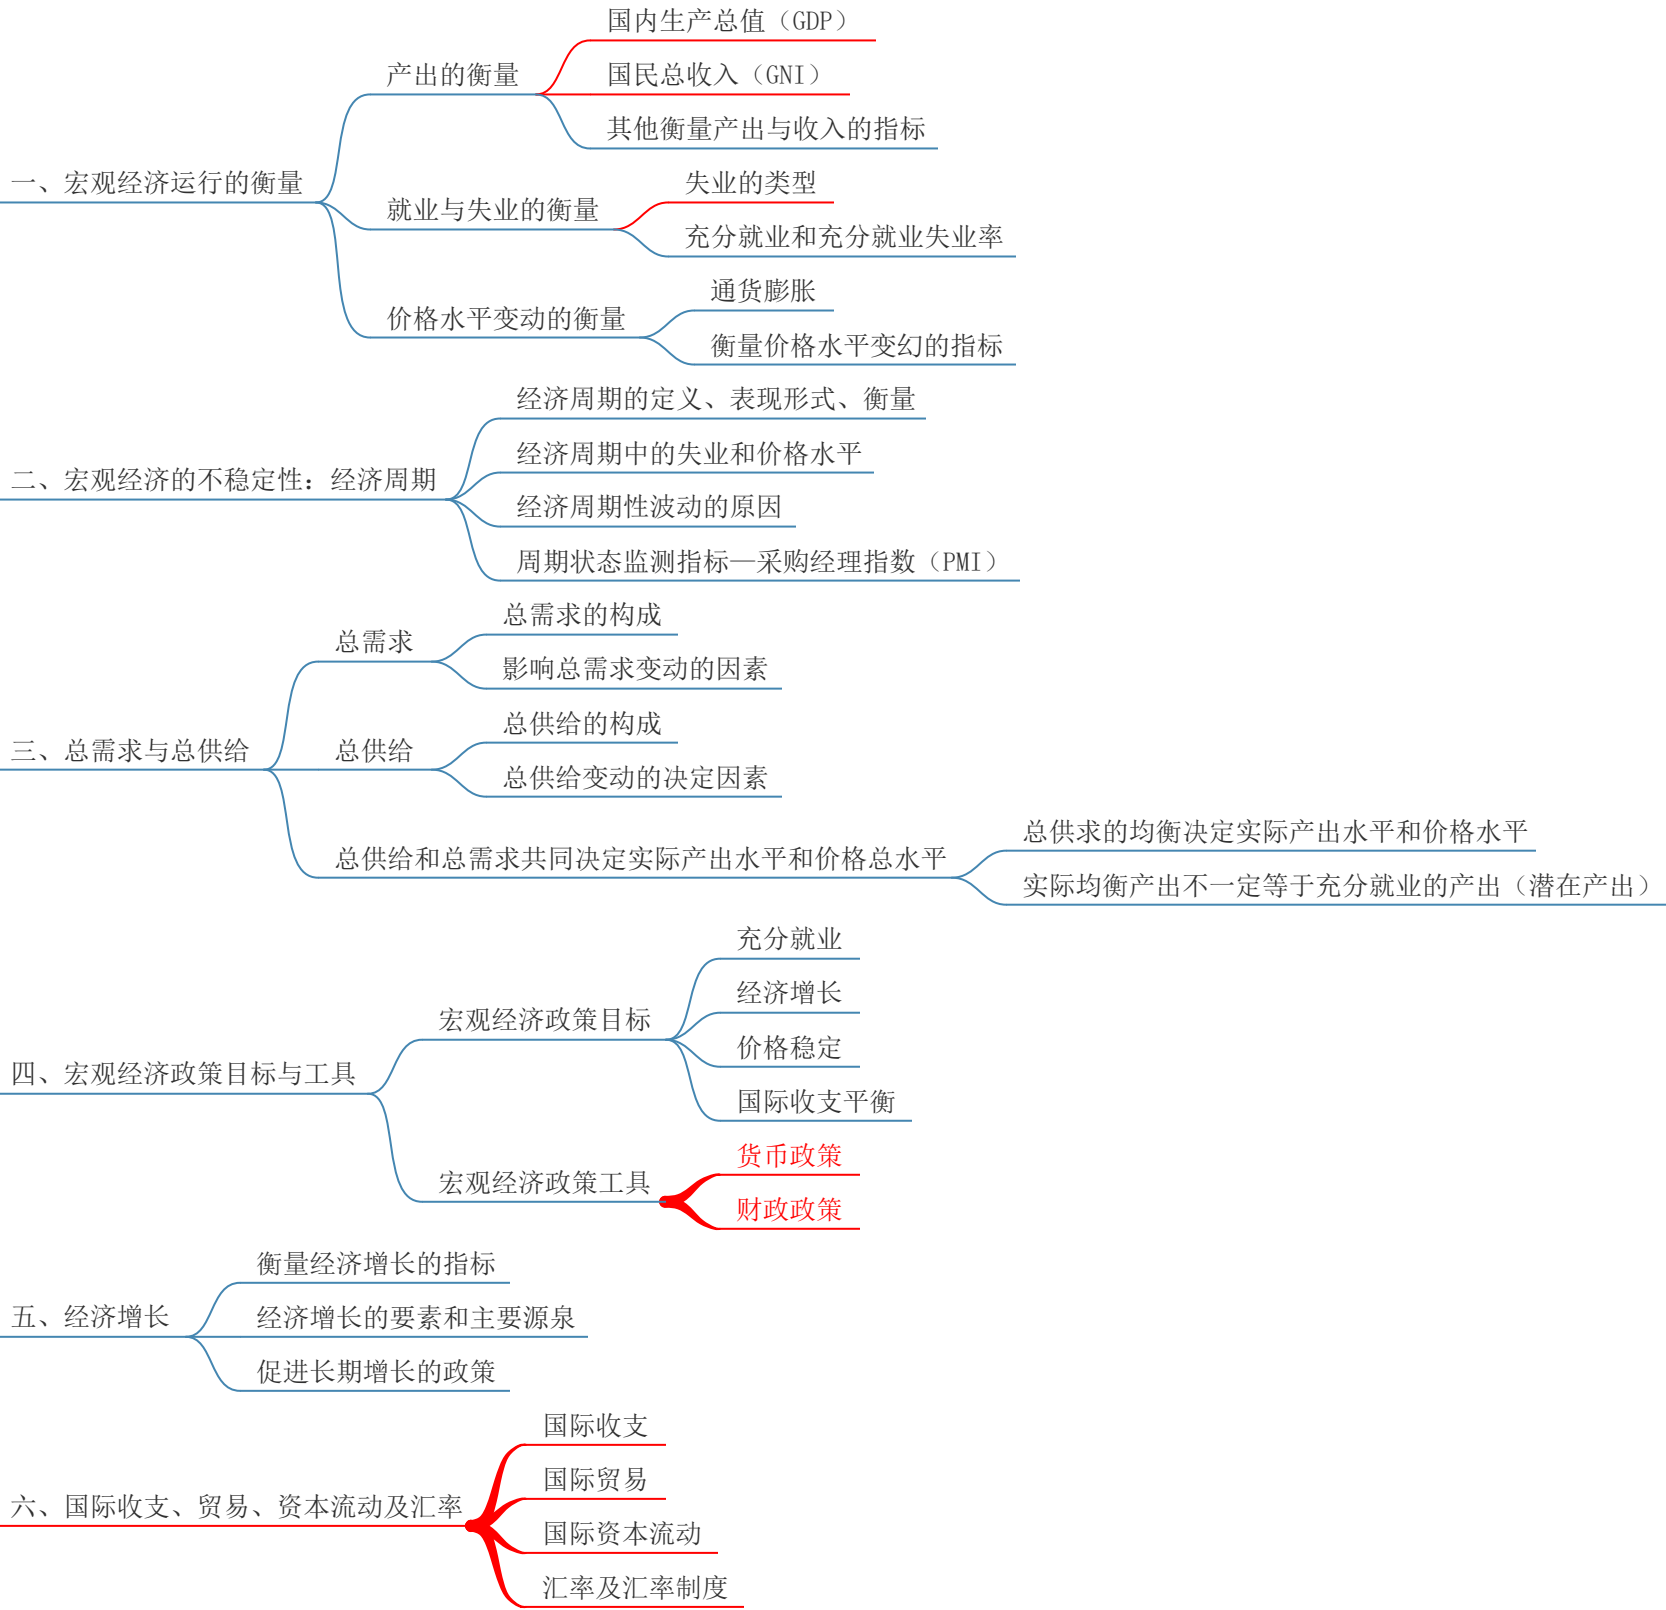 一、宏观经济运行的衡量
产出的衡量
国内生产总值（GDP）
国民总收入（GNI）
其他衡量产出与收入的指标
就业与失业的衡量
失业的类型
充分就业和充分就业失业率
价格水平变动的衡量
通货膨胀
衡量价格水平变幻的指标
二、宏观经济的不稳定性：经济周期
经济周期的定义、表现形式、衡量
经济周期中的失业和价格水平
经济周期性波动的原因
周期状态监测指标—采购经理指数（PMI）
三、总需求与总供给
总需求
总需求的构成
影响总需求变动的因素
总供给
总供给的构成
总供给变动的决定因素
总供给和总需求共同决定实际产出水平和价格总水平
总供求的均衡决定实际产出水平和价格水平
实际均衡产出不一定等于充分就业的产出（潜在产出）
四、宏观经济政策目标与工具
宏观经济政策目标
充分就业
经济增长
价格稳定
国际收支平衡
宏观经济政策工具
货币政策
财政政策
五、经济增长
衡量经济增长的指标
经济增长的要素和主要源泉
促进长期增长的政策
六、国际收支、贸易、资本流动及汇率
国际收支
国际贸易
国际资本流动
汇率及汇率制度